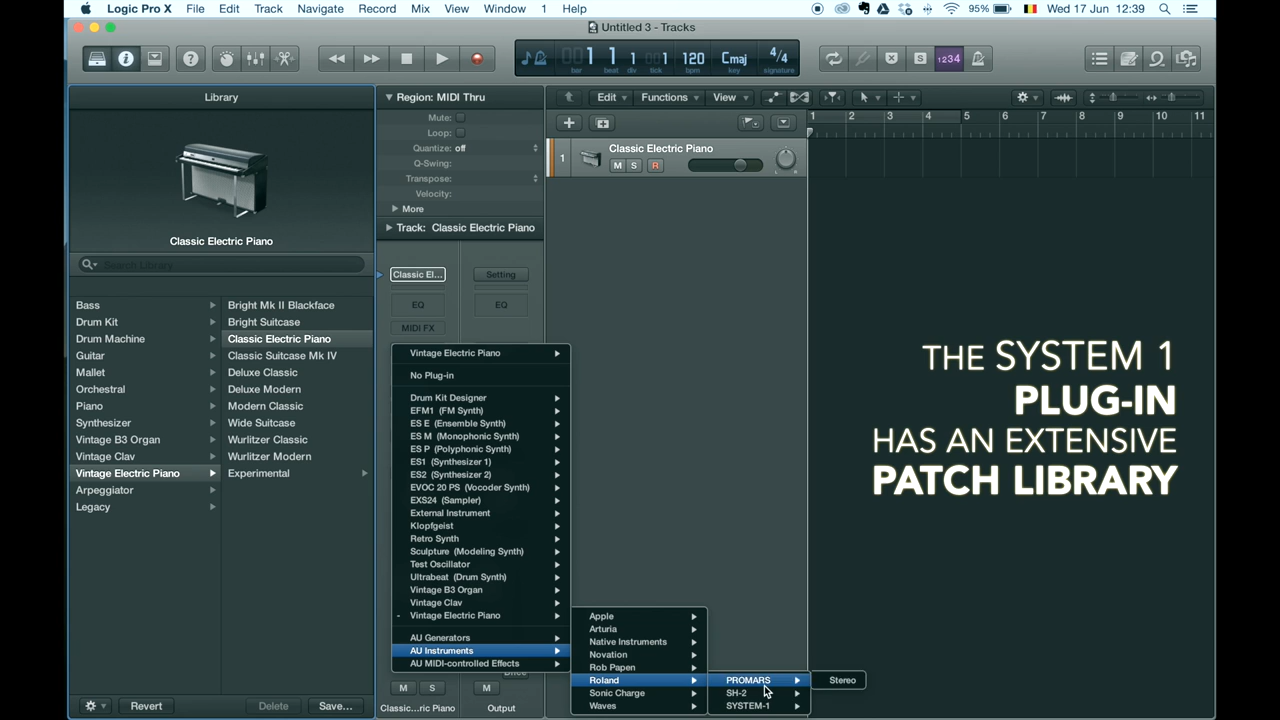 Logic Pro X File Edit Track Navigate Record Mix View Window 1 Help 95% Wed 17 Jun 12:39
Untitled 3 - Tracks
1 1 1 1 120 Cmaj 4/4
bar beat div tick bpm key signature
1234
Library
Classic Electric Piano
Search Library
Bass
Drum Kit
Drum Machine
Guitar
Mallet
Orchestral
Piano
Synthesizer
Vintage B3 Organ
Vintage Clav
Vintage Electric Piano
Arpeggiator
Legacy
Bright Mk II Blackface
Bright Suitcase
Classic Electric Piano
Classic Suitcase Mk IV
Deluxe Classic
Deluxe Modern
Modern Classic
Wide Suitcase
Wurlitzer Classic
Wurlitzer Modern
Experimental
Revert Delete Save...
Region: MIDI Thru
Mute:
Loop:
Quantize: off
Q-Swing:
Transpose:
Velocity:
More
Track: Classic Electric Piano
Classic El... Setting
EQ EQ
MIDI FX
Vintage Electric Piano
No Plug-in
Drum Kit Designer
EFM1 (FM Synth)
ES E (Ensemble Synth)
ES M (Monophonic Synth)
ES P (Polyphonic Synth)
ES1 (Synthesizer 1)
ES2 (Synthesizer 2)
EVOC 20 PS (Vocoder Synth)
EXS24 (Sampler)
External Instrument
Klopfgeist
Retro Synth
Sculpture (Modeling Synth)
Test Oscillator
Ultrabeat (Drum Synth)
Vintage B3 Organ
Vintage Clav
- Vintage Electric Piano
AU Generators
AU Instruments
AU MIDI-controlled Effects
M S M
Classic...ric Piano Output
Apple
Arturia
Native Instruments
Novation
Rob Papen
Roland
Sonic Charge
Waves
PROMARS
SH-2
SYSTEM-1
Stereo
Edit Functions View
1 2 3 4 5 6 7 8 9 10 11
1 Classic Electric Piano
M S R
L R
THE SYSTEM 1
PLUG-IN
HAS AN EXTENSIVE
PATCH LIBRARY